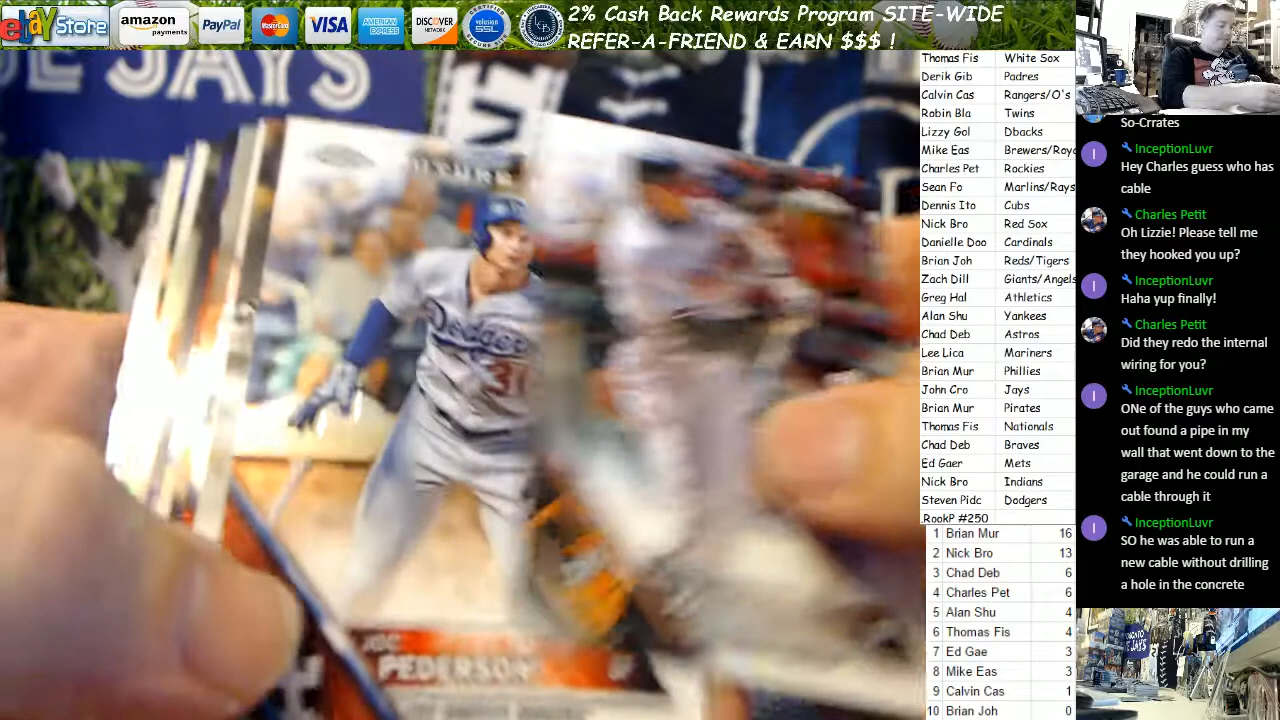 ebay Store
amazon payments
PayPal
MasterCard
VISA
AMERICAN EXPRESS
DISCOVER NETWORK
volusion SSL
2% Cash Back Rewards Program SITE-WIDE
REFER-A-FRIEND & EARN $$$ !
E JAYS
Dodgers
31
JOC
PEDERSON
OF
Thomas Fis White Sox
Derik Gib Padres
Calvin Cas Rangers/O's
Robin Bla Twins
Lizzy Gol Dbacks
Mike Eas Brewers/Roya
Charles Pet Rockies
Sean Fo Marlins/Rays
Dennis Ito Cubs
Nick Bro Red Sox
Danielle Doo Cardinals
Brian Joh Reds/Tigers
Zach Dill Giants/Angels
Greg Hal Athletics
Alan Shu Yankees
Chad Deb Astros
Lee Lica Mariners
Brian Mur Phillies
John Cro Jays
Brian Mur Pirates
Thomas Fis Nationals
Chad Deb Braves
Ed Gaer Mets
Nick Bro Indians
Steven Pidc Dodgers
RookP #250
1 Brian Mur 16
2 Nick Bro 13
3 Chad Deb 6
4 Charles Pet 6
5 Alan Shu 4
6 Thomas Fis 4
7 Ed Gae 3
8 Mike Eas 3
9 Calvin Cas 1
10 Brian Joh 0
So-Crrates
I InceptionLuvr
Hey Charles guess who has
cable
Charles Petit
Oh Lizzie! Please tell me
they hooked you up?
I InceptionLuvr
Haha yup finally!
Charles Petit
Did they redo the internal
wiring for you?
I InceptionLuvr
ONe of the guys who came
out found a pipe in my
wall that went down to the
garage and he could run a
cable through it
I InceptionLuvr
SO he was able to run a
new cable without drilling
a hole in the concrete